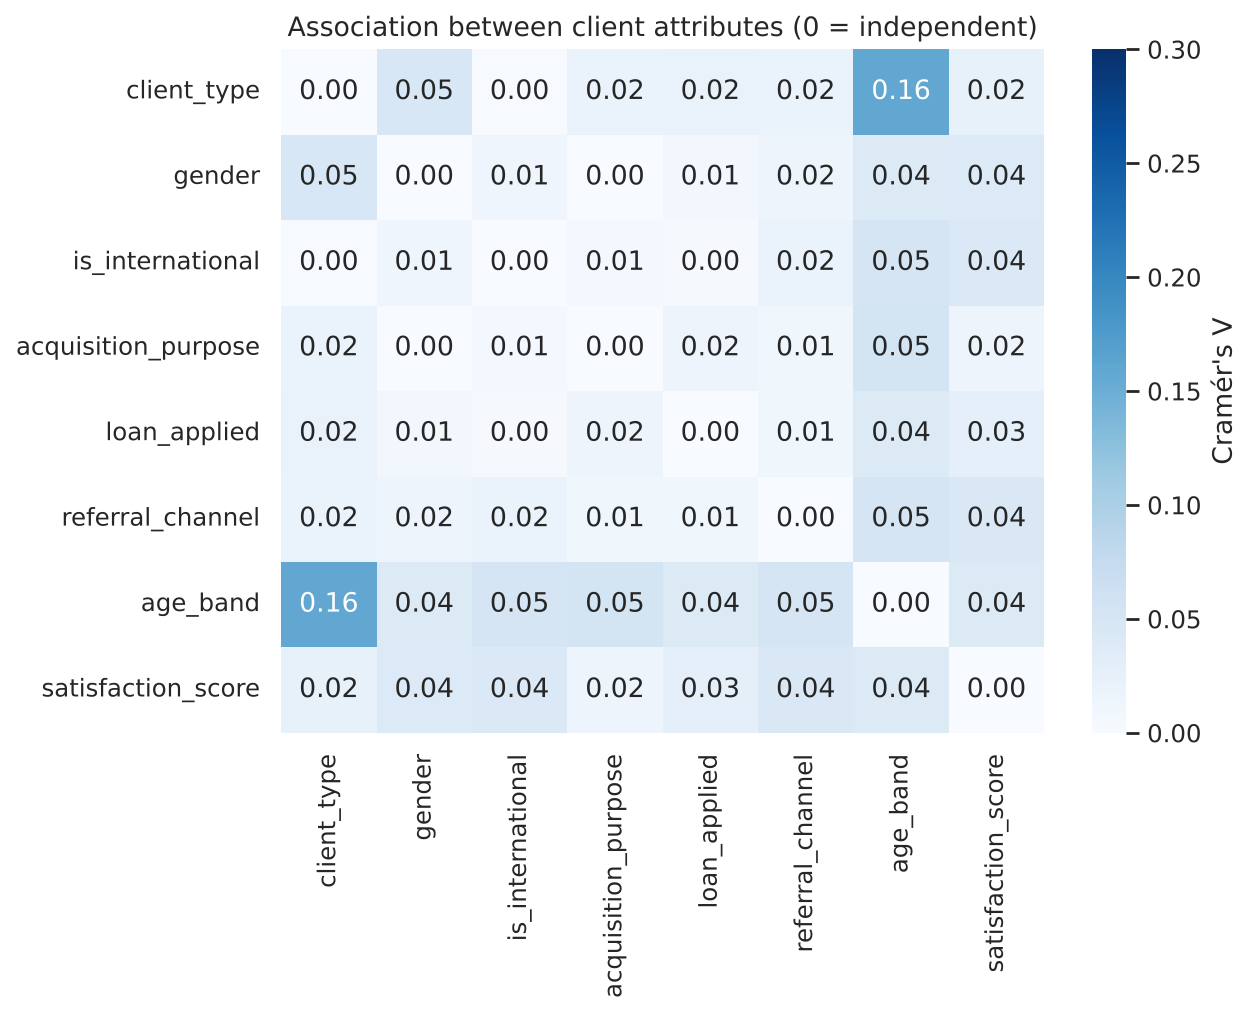 Association between client attributes (0 = independent)
client_type 0.00 0.05 0.00 0.02 0.02 0.02 0.16 0.02
gender 0.05 0.00 0.01 0.00 0.01 0.02 0.04 0.04
is_international 0.00 0.01 0.00 0.01 0.00 0.02 0.05 0.04
acquisition_purpose 0.02 0.00 0.01 0.00 0.02 0.01 0.05 0.02
loan_applied 0.02 0.01 0.00 0.02 0.00 0.01 0.04 0.03
referral_channel 0.02 0.02 0.02 0.01 0.01 0.00 0.05 0.04
age_band 0.16 0.04 0.05 0.05 0.04 0.05 0.00 0.04
satisfaction_score 0.02 0.04 0.04 0.02 0.03 0.04 0.04 0.00
client_type
gender
is_international
acquisition_purpose
loan_applied
referral_channel
age_band
satisfaction_score
0.30
0.25
0.20
0.15
0.10
0.05
0.00
Cramér's V